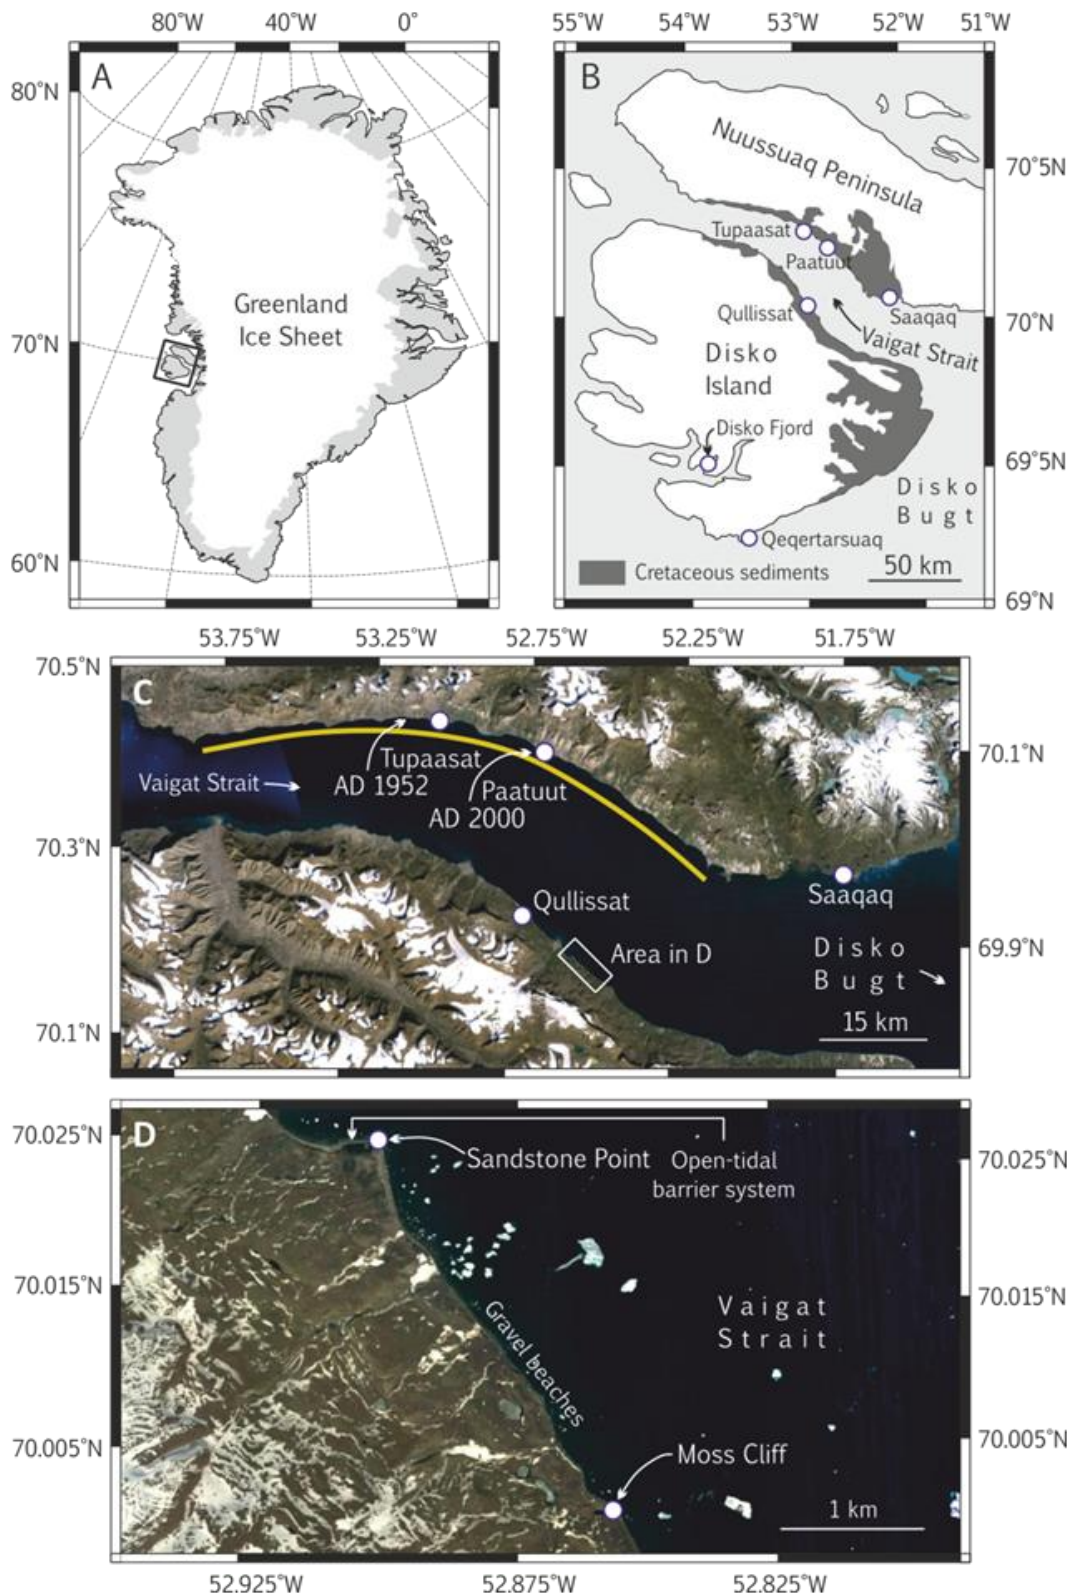 80°W 40°W 0°
55°W 54°W 52°W 52°W 51°W
A
80°N
70°N
60°N
Greenland
Ice Sheet
B
Nuussuaq Peninsula
Tupaasat
Paatuut
Qullissat
Saaqaq
Vaigat Strait
Disko
Island
Disko Fjord
Disko
Bugt
Qeqertarsuaq
Cretaceous sediments
50 km
70°5N
70°N
69°5N
69°N
53.75°W 53.25°W 52.75°W 52.25°W 51.75°W
70.5°N
70.3°N
70.1°N
C
Tupaasat
AD 1952
Vaigat Strait
Paatuut
AD 2000
Qullissat
Saaqaq
Area in D
Disko
Bugt
15 km
70.1°N
69.9°N
D
70.025°N
70.015°N
70.005°N
Sandstone Point
Open-tidal
barrier system
Gravel beaches
Vaigat
Strait
Moss Cliff
1 km
70.025°N
70.015°N
70.005°N
52.925°W 52.875°W 52.825°W